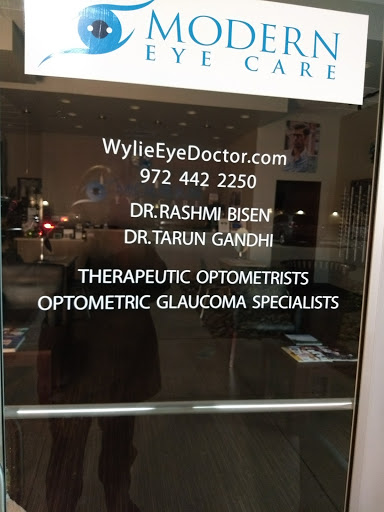 MODERN
EYE CARE
WylieEyeDoctor.com
972 442 2250
DR.RASHMI BISEN
DR.TARUN GANDHI
THERAPEUTIC OPTOMETRISTS
OPTOMETRIC GLAUCOMA SPECIALISTS